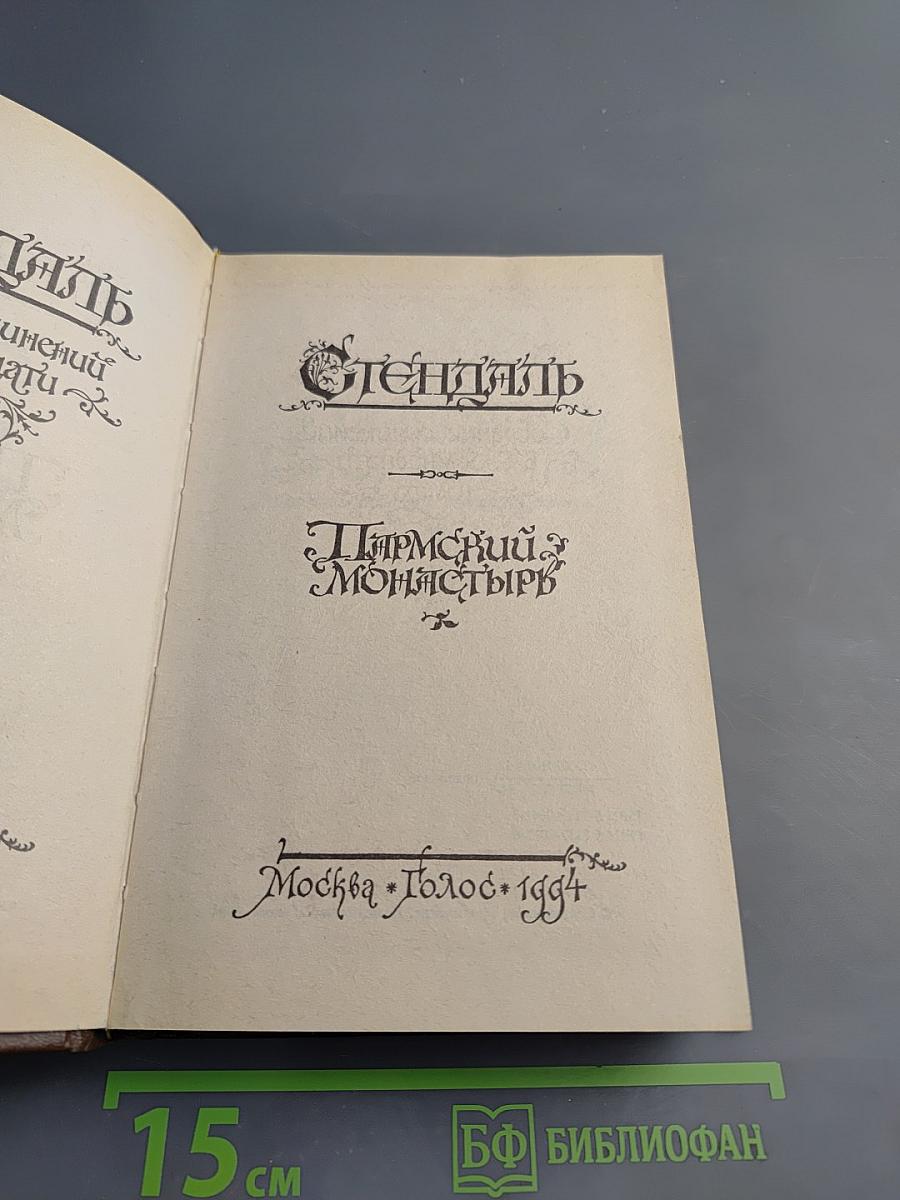 Стендаль
Пармский
монастырь
Москва * Голос * 1994
15 см
БФ БИБЛИОФАН